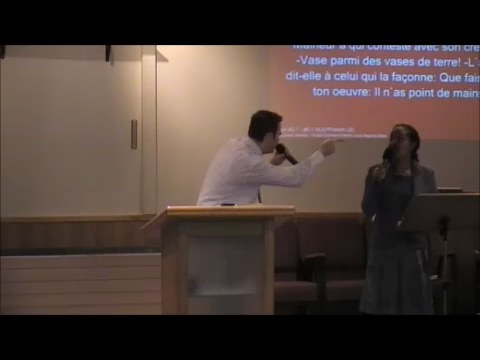 Malheur à qui conteste avec son cré
-Vase parmi des vases de terre! -L'a
dit-elle à celui qui la façonne: Que fais
ton oeuvre: Il n'as point de mains